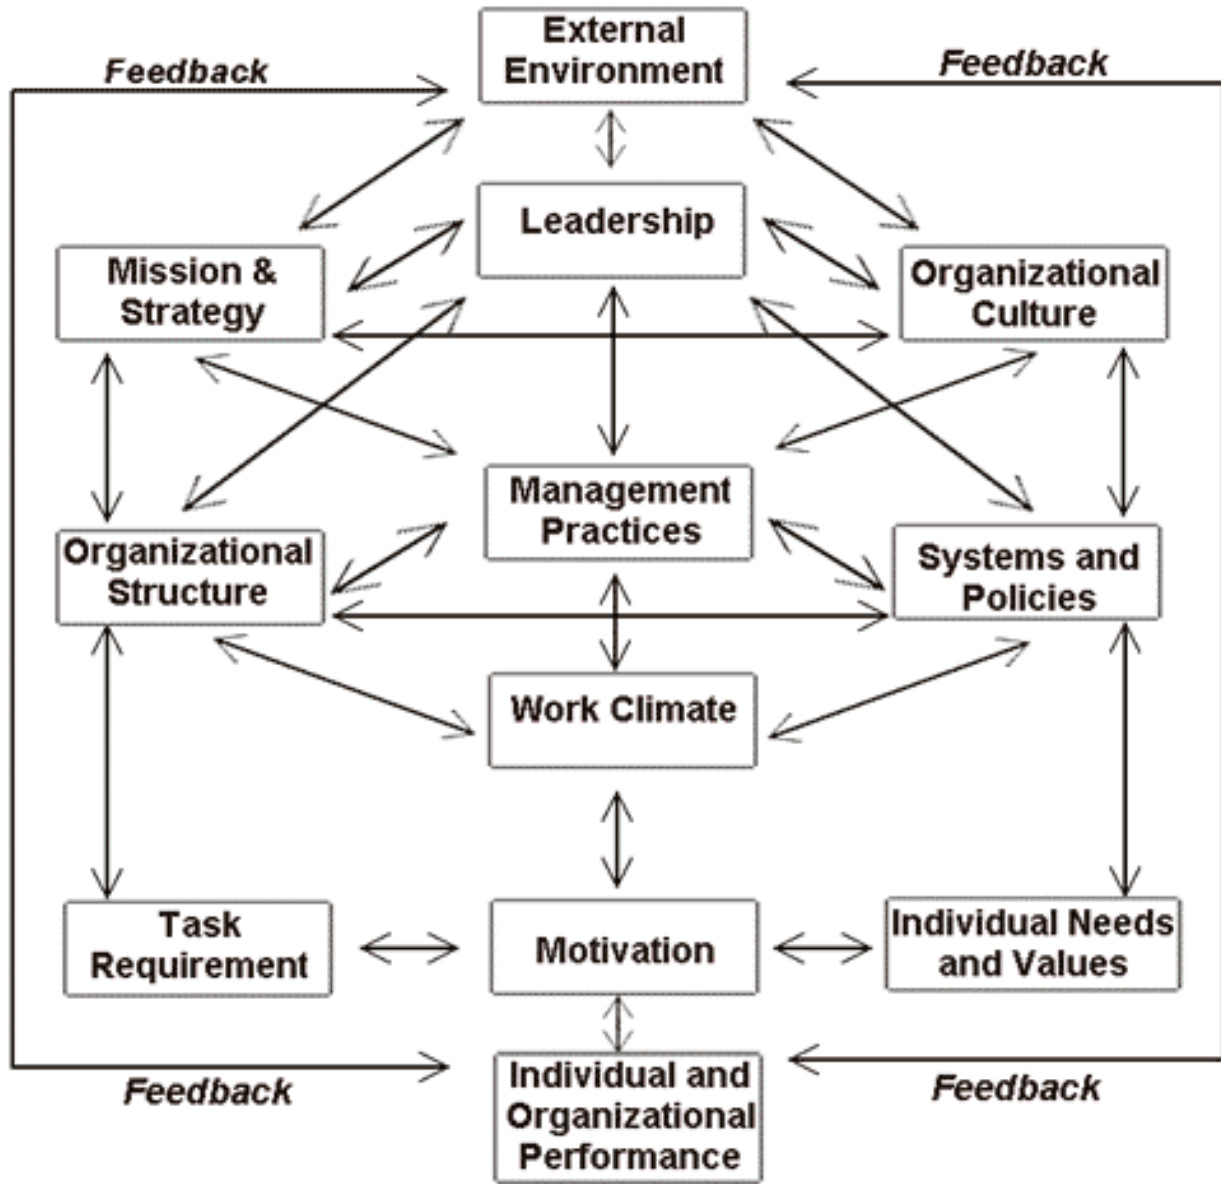 External
Environment
Feedback
Feedback
Leadership
Mission &
Strategy
Organizational
Culture
Management
Practices
Organizational
Structure
Systems and
Policies
Work Climate
Task
Requirement
Motivation
Individual Needs
and Values
Feedback
Individual and
Organizational
Performance
Feedback